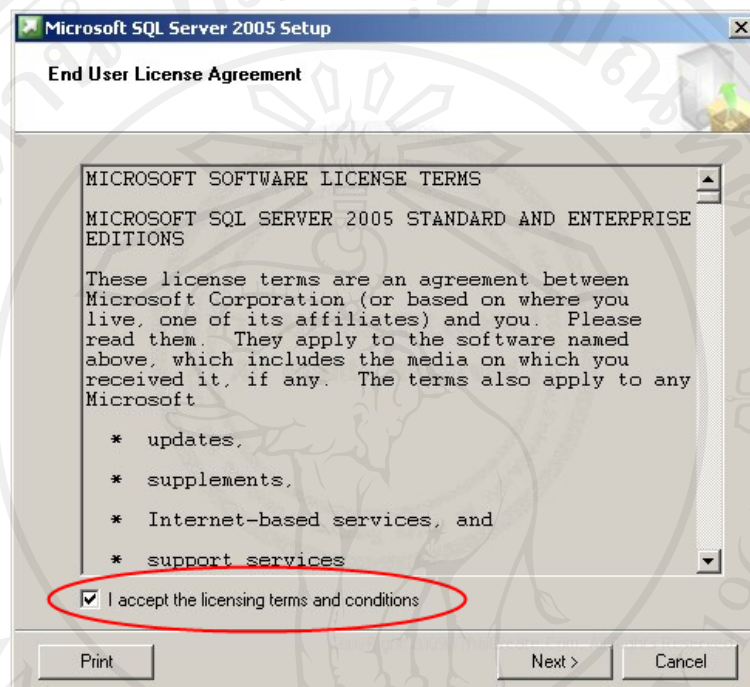 Microsoft SQL Server 2005 Setup
End User License Agreement
MICROSOFT SOFTWARE LICENSE TERMS
MICROSOFT SQL SERVER 2005 STANDARD AND ENTERPRISE
EDITIONS
These license terms are an agreement between
Microsoft Corporation (or based on where you
live, one of its affiliates) and you.  Please
read them.  They apply to the software named
above, which includes the media on which you
received it, if any.  The terms also apply to any
Microsoft
*  updates,
*  supplements,
*  Internet-based services, and
*  support services
I accept the licensing terms and conditions
Print
Next >
Cancel